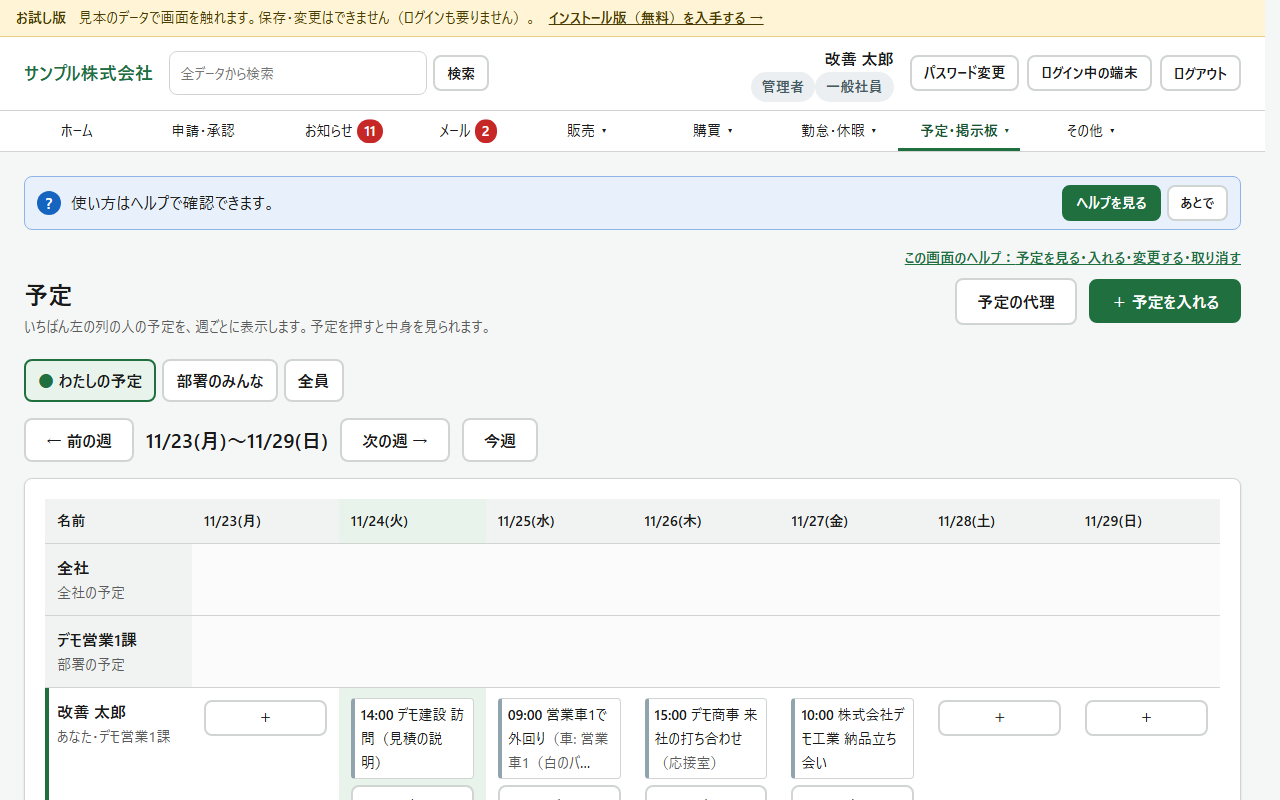 お試し版 見本のデータで画面を触れます。保存・変更はできません（ログインも要りません）。 インストール版（無料）を入手する →
サンプル株式会社 全データから検索 検索 改善 太郎 管理者 一般社員 パスワード変更 ログイン中の端末 ログアウト
ホーム 申請・承認 お知らせ 11 メール 2 販売 ▾ 購買 ▾ 勤怠・休暇 ▾ 予定・掲示板 ▾ その他 ▾
? 使い方はヘルプで確認できます。 ヘルプを見る あとで
この画面のヘルプ：予定を見る・入れる・変更する・取り消す
予定 予定の代理 ＋ 予定を入れる
いちばん左の列の人の予定を、週ごとに表示します。予定を押すと中身を見られます。
● わたしの予定 部署のみんな 全員
← 前の週 11/23(月)〜11/29(日) 次の週 → 今週
名前 11/23(月) 11/24(火) 11/25(水) 11/26(木) 11/27(金) 11/28(土) 11/29(日)
全社
全社の予定
デモ営業1課
部署の予定
改善 太郎
あなた・デモ営業1課
＋
14:00 デモ建設 訪
問（見積の説
明）
09:00 営業車1で
外回り（車: 営業
車1（白のバ…
15:00 デモ商事 来
社の打ち合わせ
（応接室）
10:00 株式会社デ
モ工業 納品立ち
会い
＋
＋